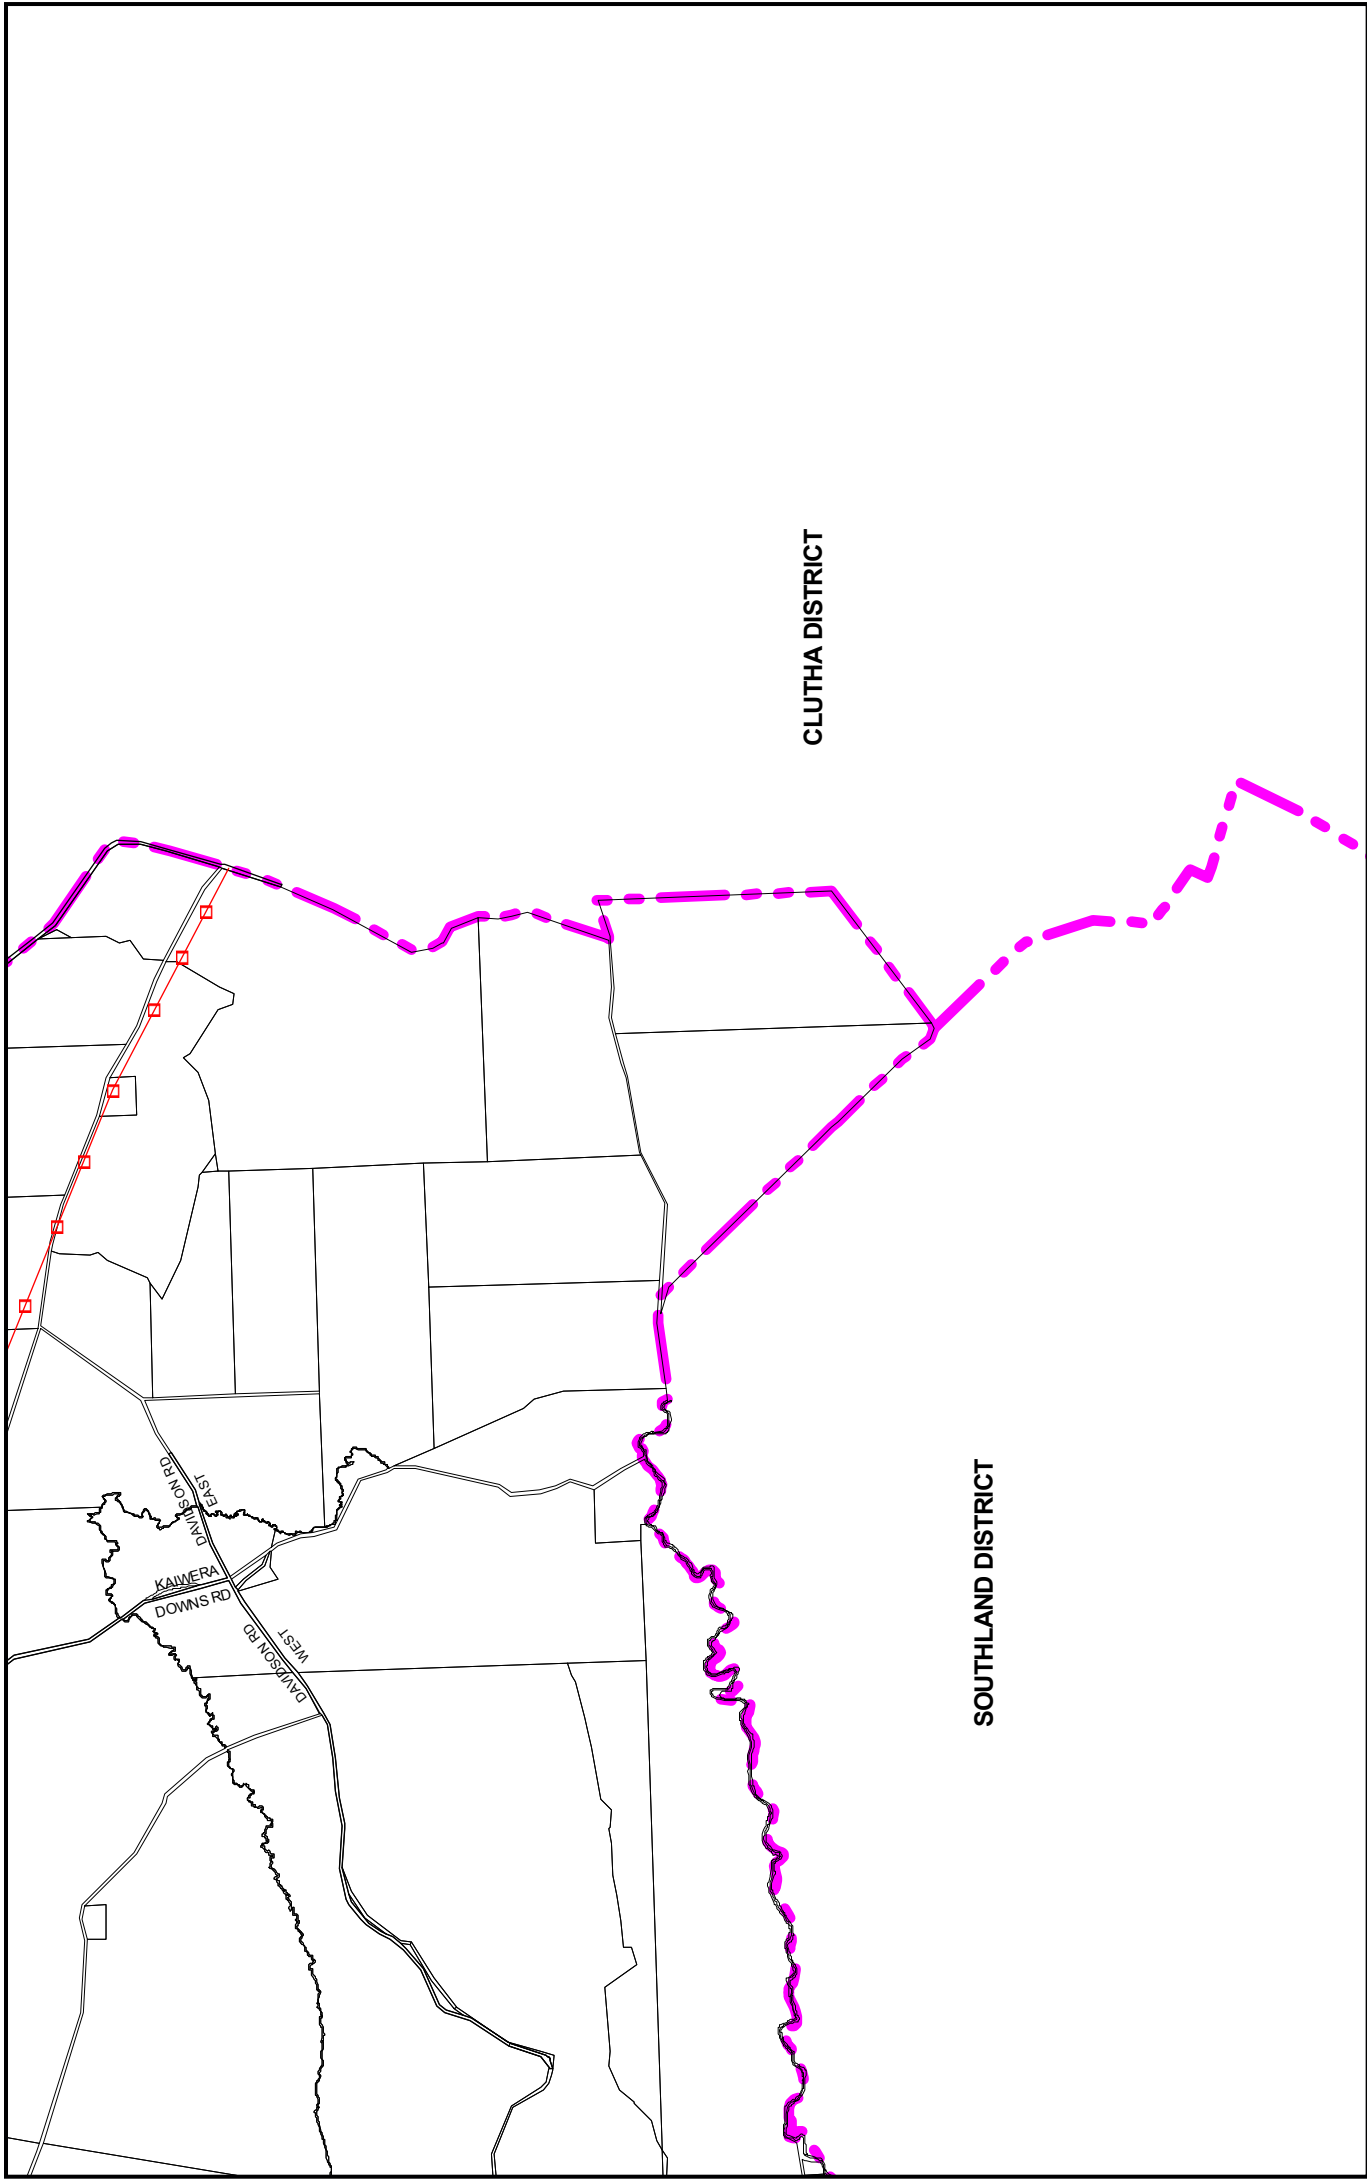 CLUTHA DISTRICT
DAVIDSON RD
EAST
KAIWERA
DOWNS RD
DAVIDSON RD
WEST
SOUTHLAND DISTRICT